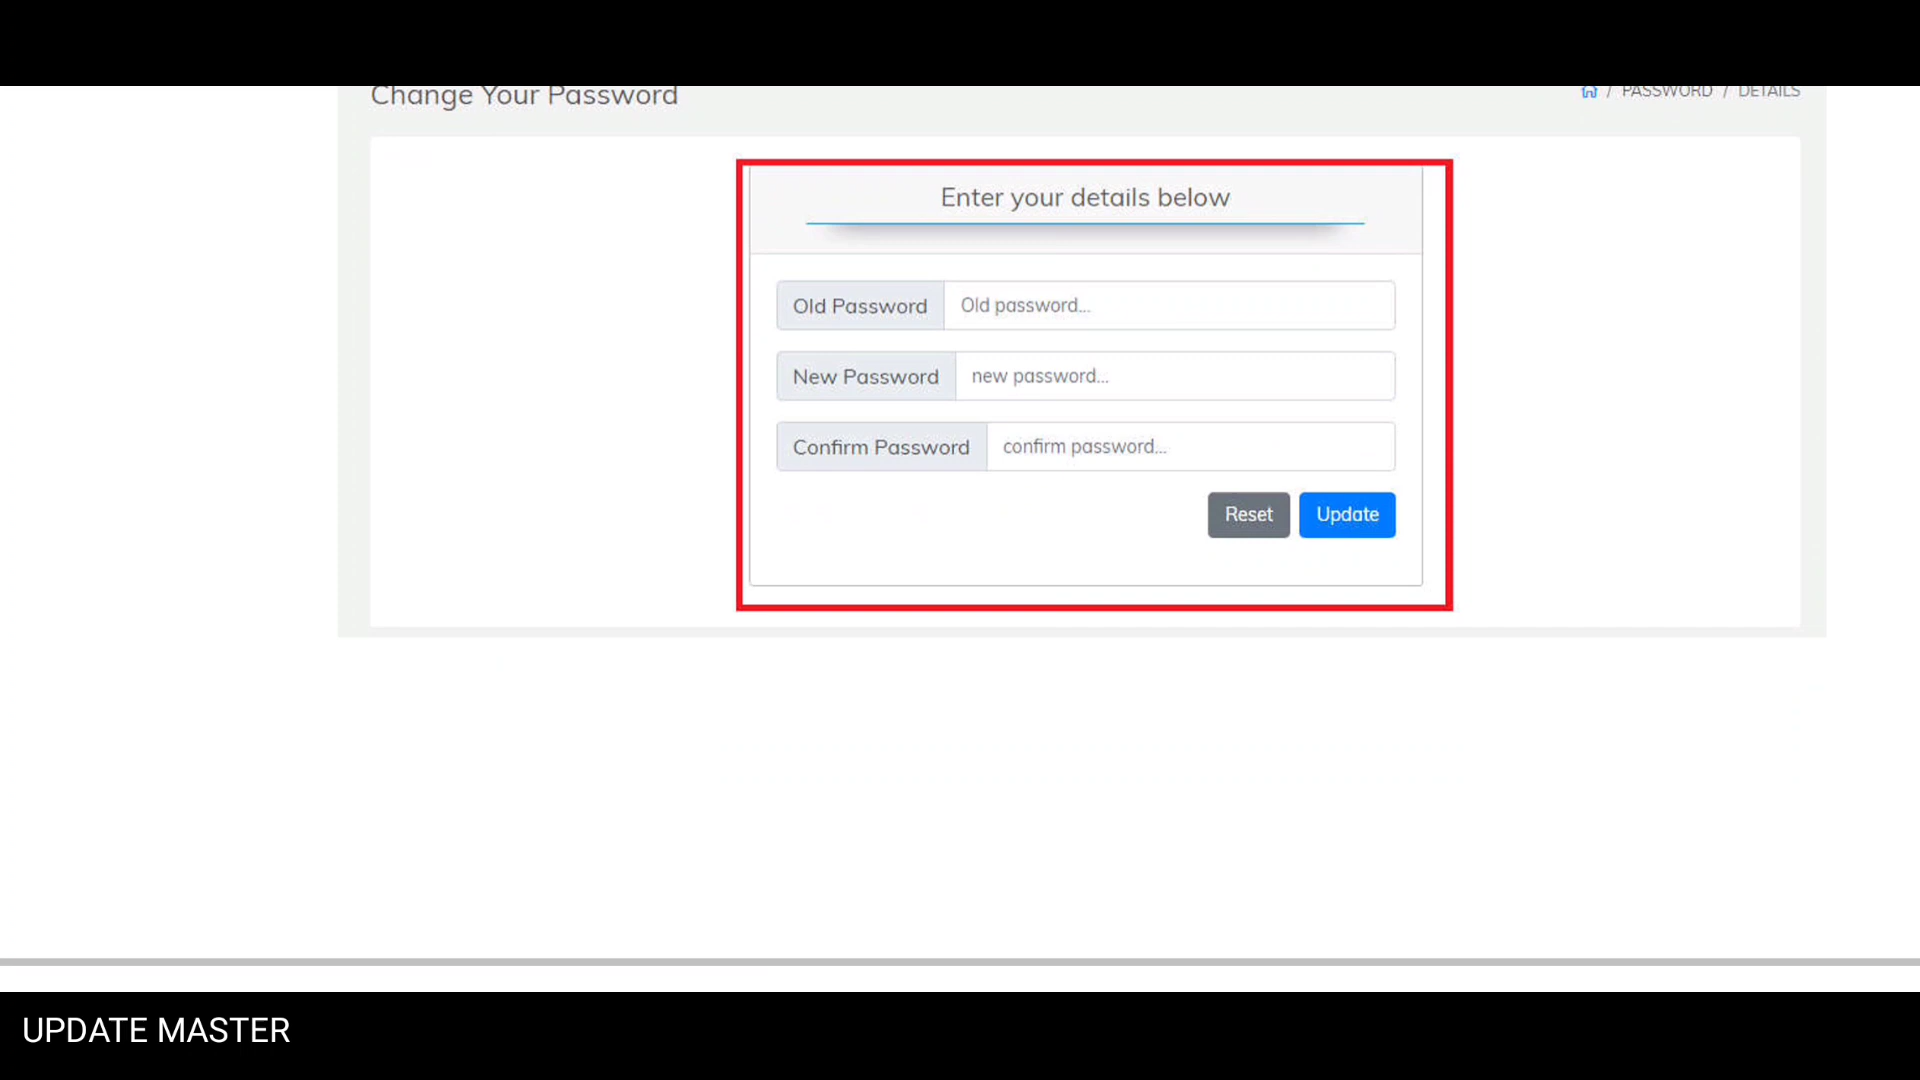 Change Your Password
/ PASSWORD / DETAILS
Enter your details below
Old Password Old password...
New Password new password...
Confirm Password confirm password...
Reset Update
UPDATE MASTER